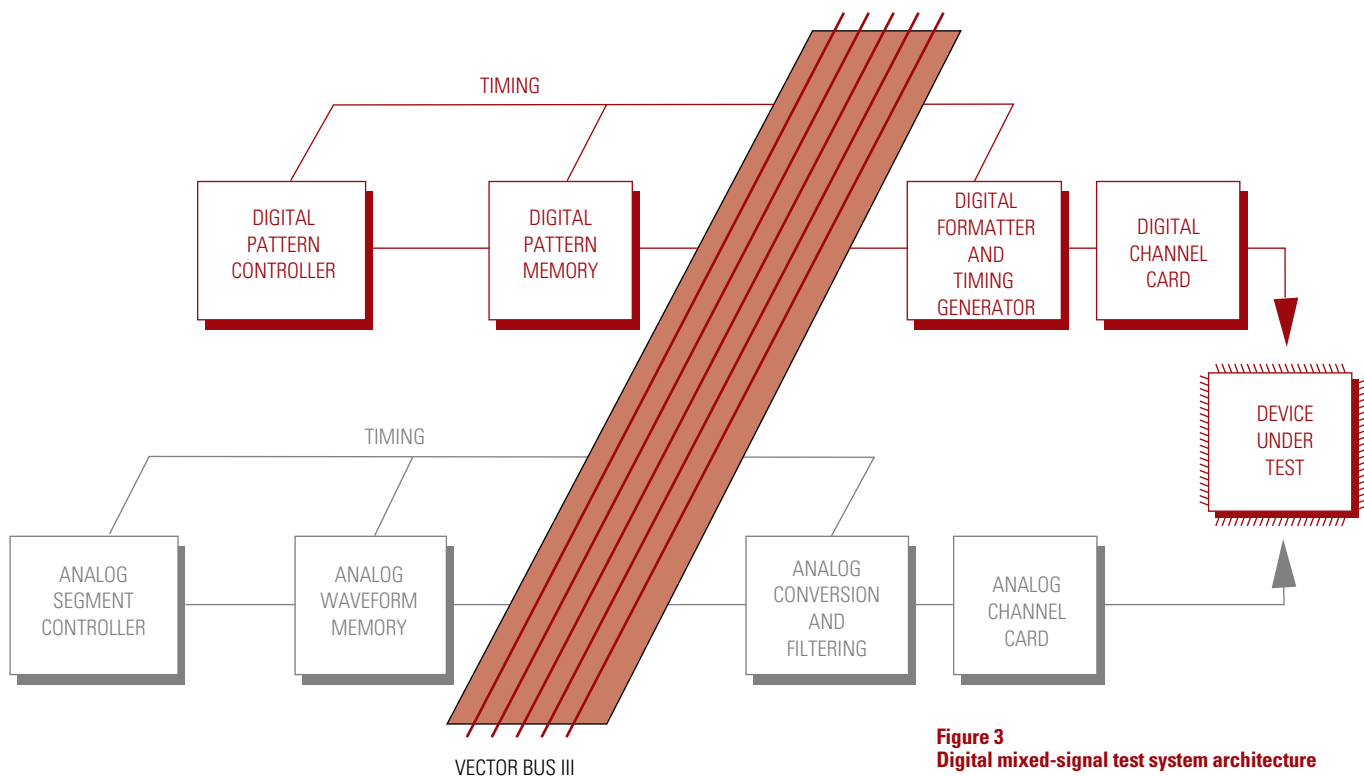 TIMING
DIGITAL
PATTERN
CONTROLLER
DIGITAL
PATTERN
MEMORY
DIGITAL
FORMATTER
AND
TIMING
GENERATOR
DIGITAL
CHANNEL
CARD
DEVICE
UNDER
TEST
TIMING
ANALOG
SEGMENT
CONTROLLER
ANALOG
WAVEFORM
MEMORY
ANALOG
CONVERSION
AND
FILTERING
ANALOG
CHANNEL
CARD
VECTOR BUS III
Figure 3
Digital mixed-signal test system architecture